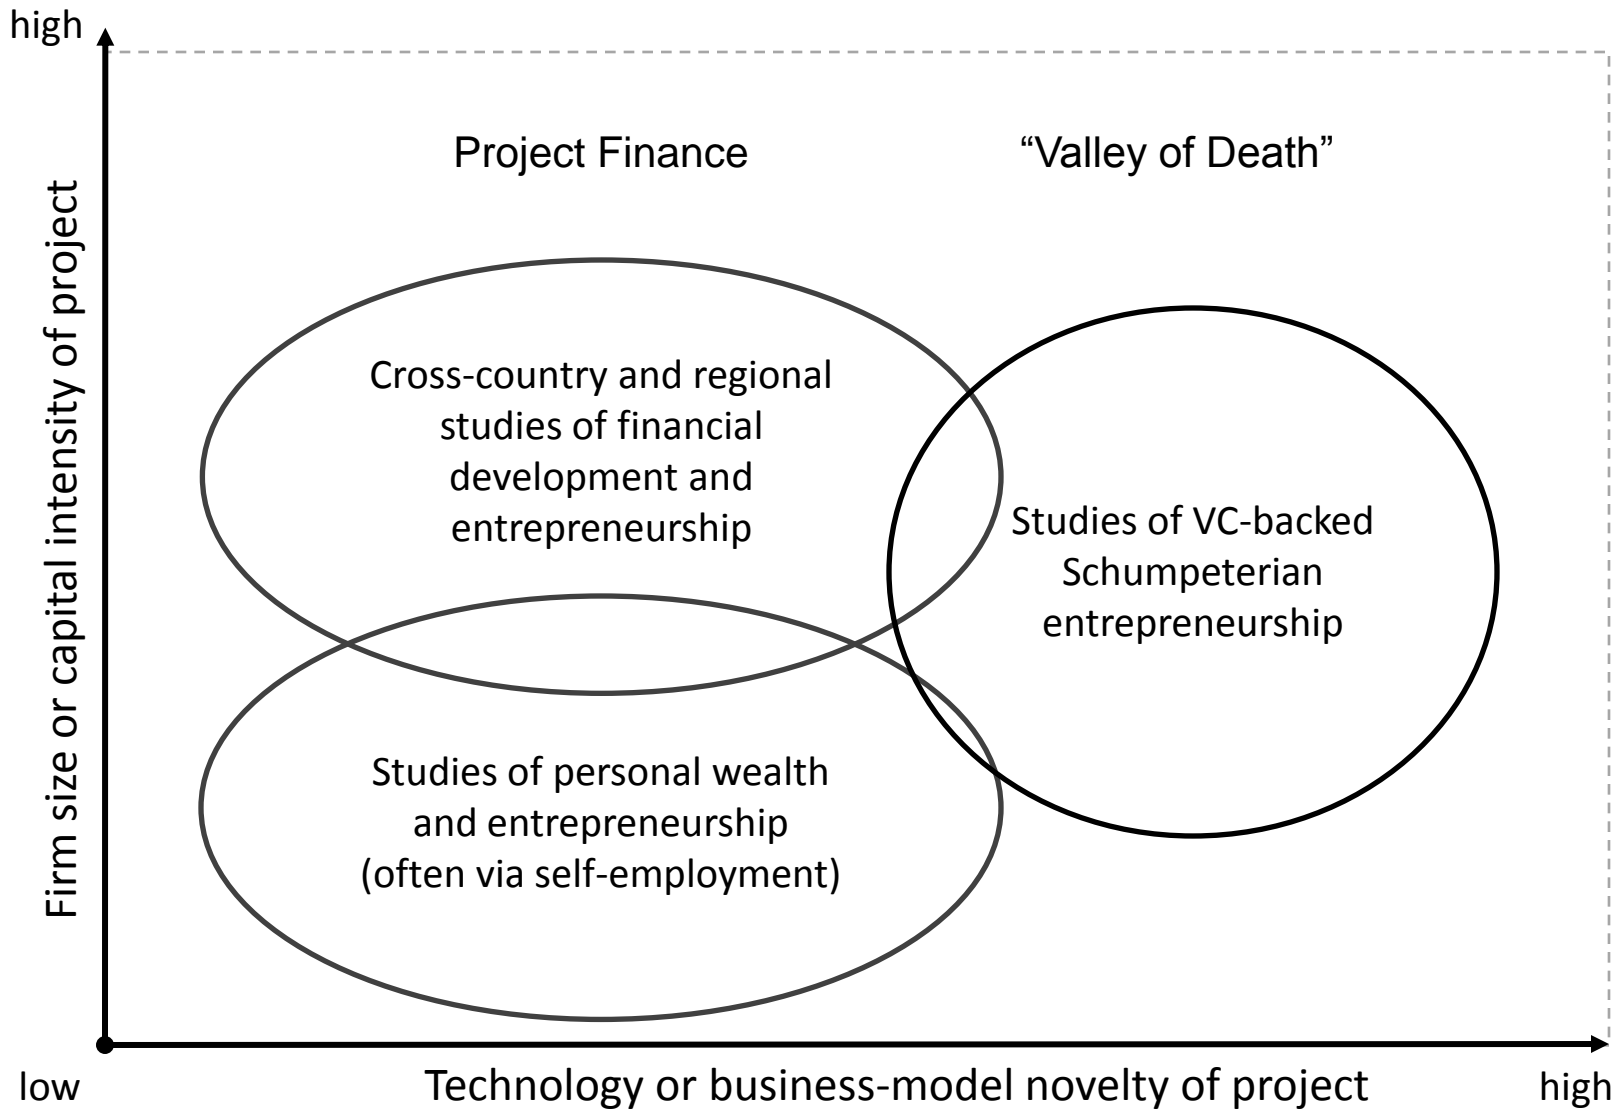 high
Project Finance
“Valley of Death”
Firm size or capital intensity of project
Cross-country and regional
studies of financial
development and
entrepreneurship
Studies of VC-backed
Schumpeterian
entrepreneurship
Studies of personal wealth
and entrepreneurship
(often via self-employment)
low
Technology or business-model novelty of project
high